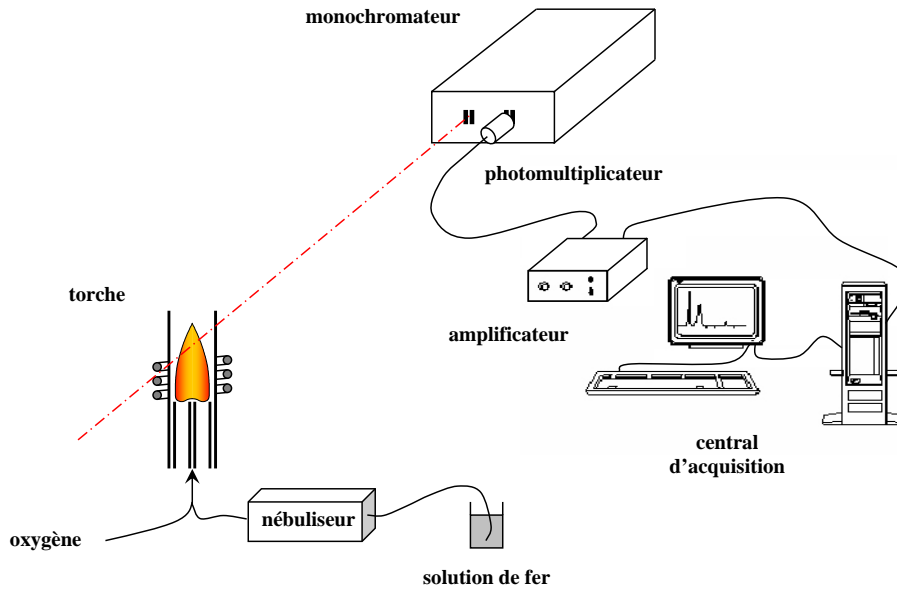 monochromateur
photomultiplicateur
torche
amplificateur
central
d'acquisition
nébuliseur
oxygène
solution de fer